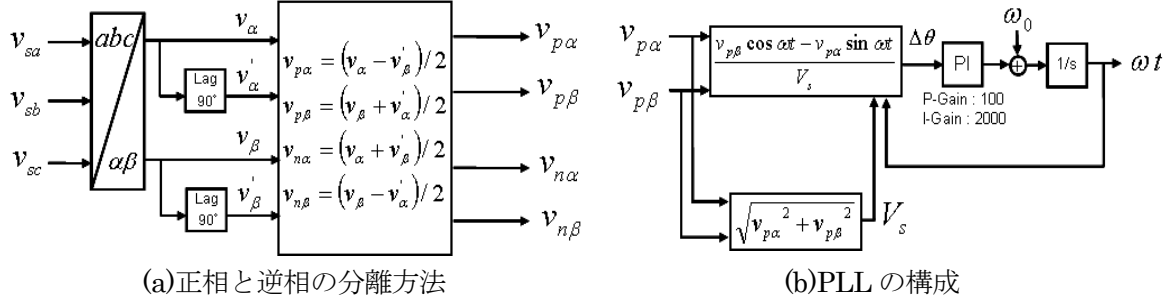 v_sa
v_sb
v_sc
abc
αβ
v_α
v_β
Lag
90°
v'_α
Lag
90°
v'_β
v_pα = (v_α − v'_β)/2
v_pβ = (v_β + v'_α)/2
v_nα = (v_α + v'_β)/2
v_nβ = (v_β − v'_α)/2
v_pα
v_pβ
v_nα
v_nβ
(a)正相と逆相の分離方法
v_pα
v_pβ
v_pβ cos ωt − v_pα sin ωt
V_s
Δθ
PI
P-Gain : 100
I-Gain : 2000
ω_0
+
1/s
ω t
√(v_pα² + v_pβ²)
V_s
(b)PLL の構成